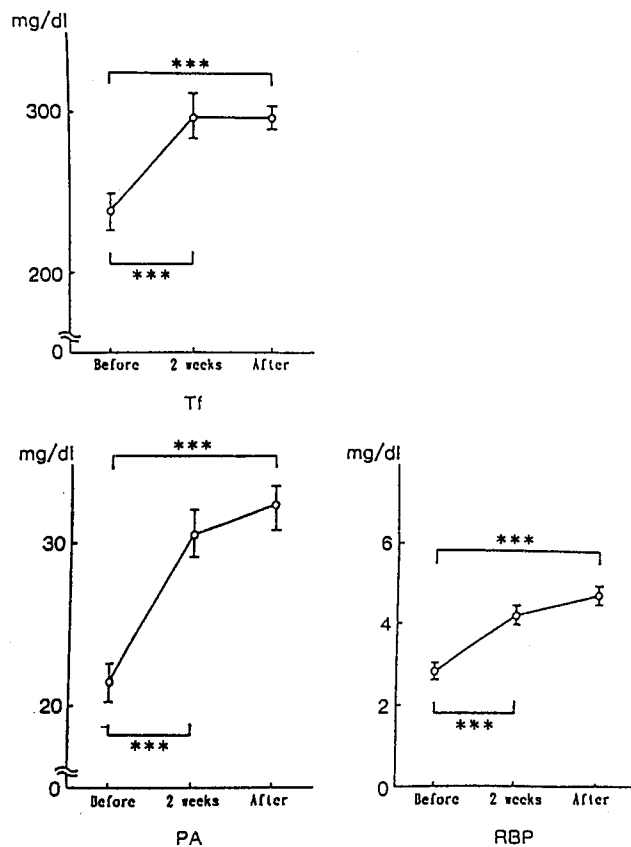 mg/dl
***
300
200
***
0
Before 2 weeks After
Tf
mg/dl
***
30
20
***
0
Before 2 weeks After
PA
mg/dl
6
***
4
2
***
0
Before 2 weeks After
RBP